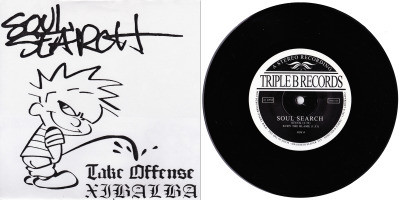 SOUL
SEARCH
Take Offense
XIBALBA
A STEREO RECORDING
TRIPLE B RECORDS
SOUL SEARCH